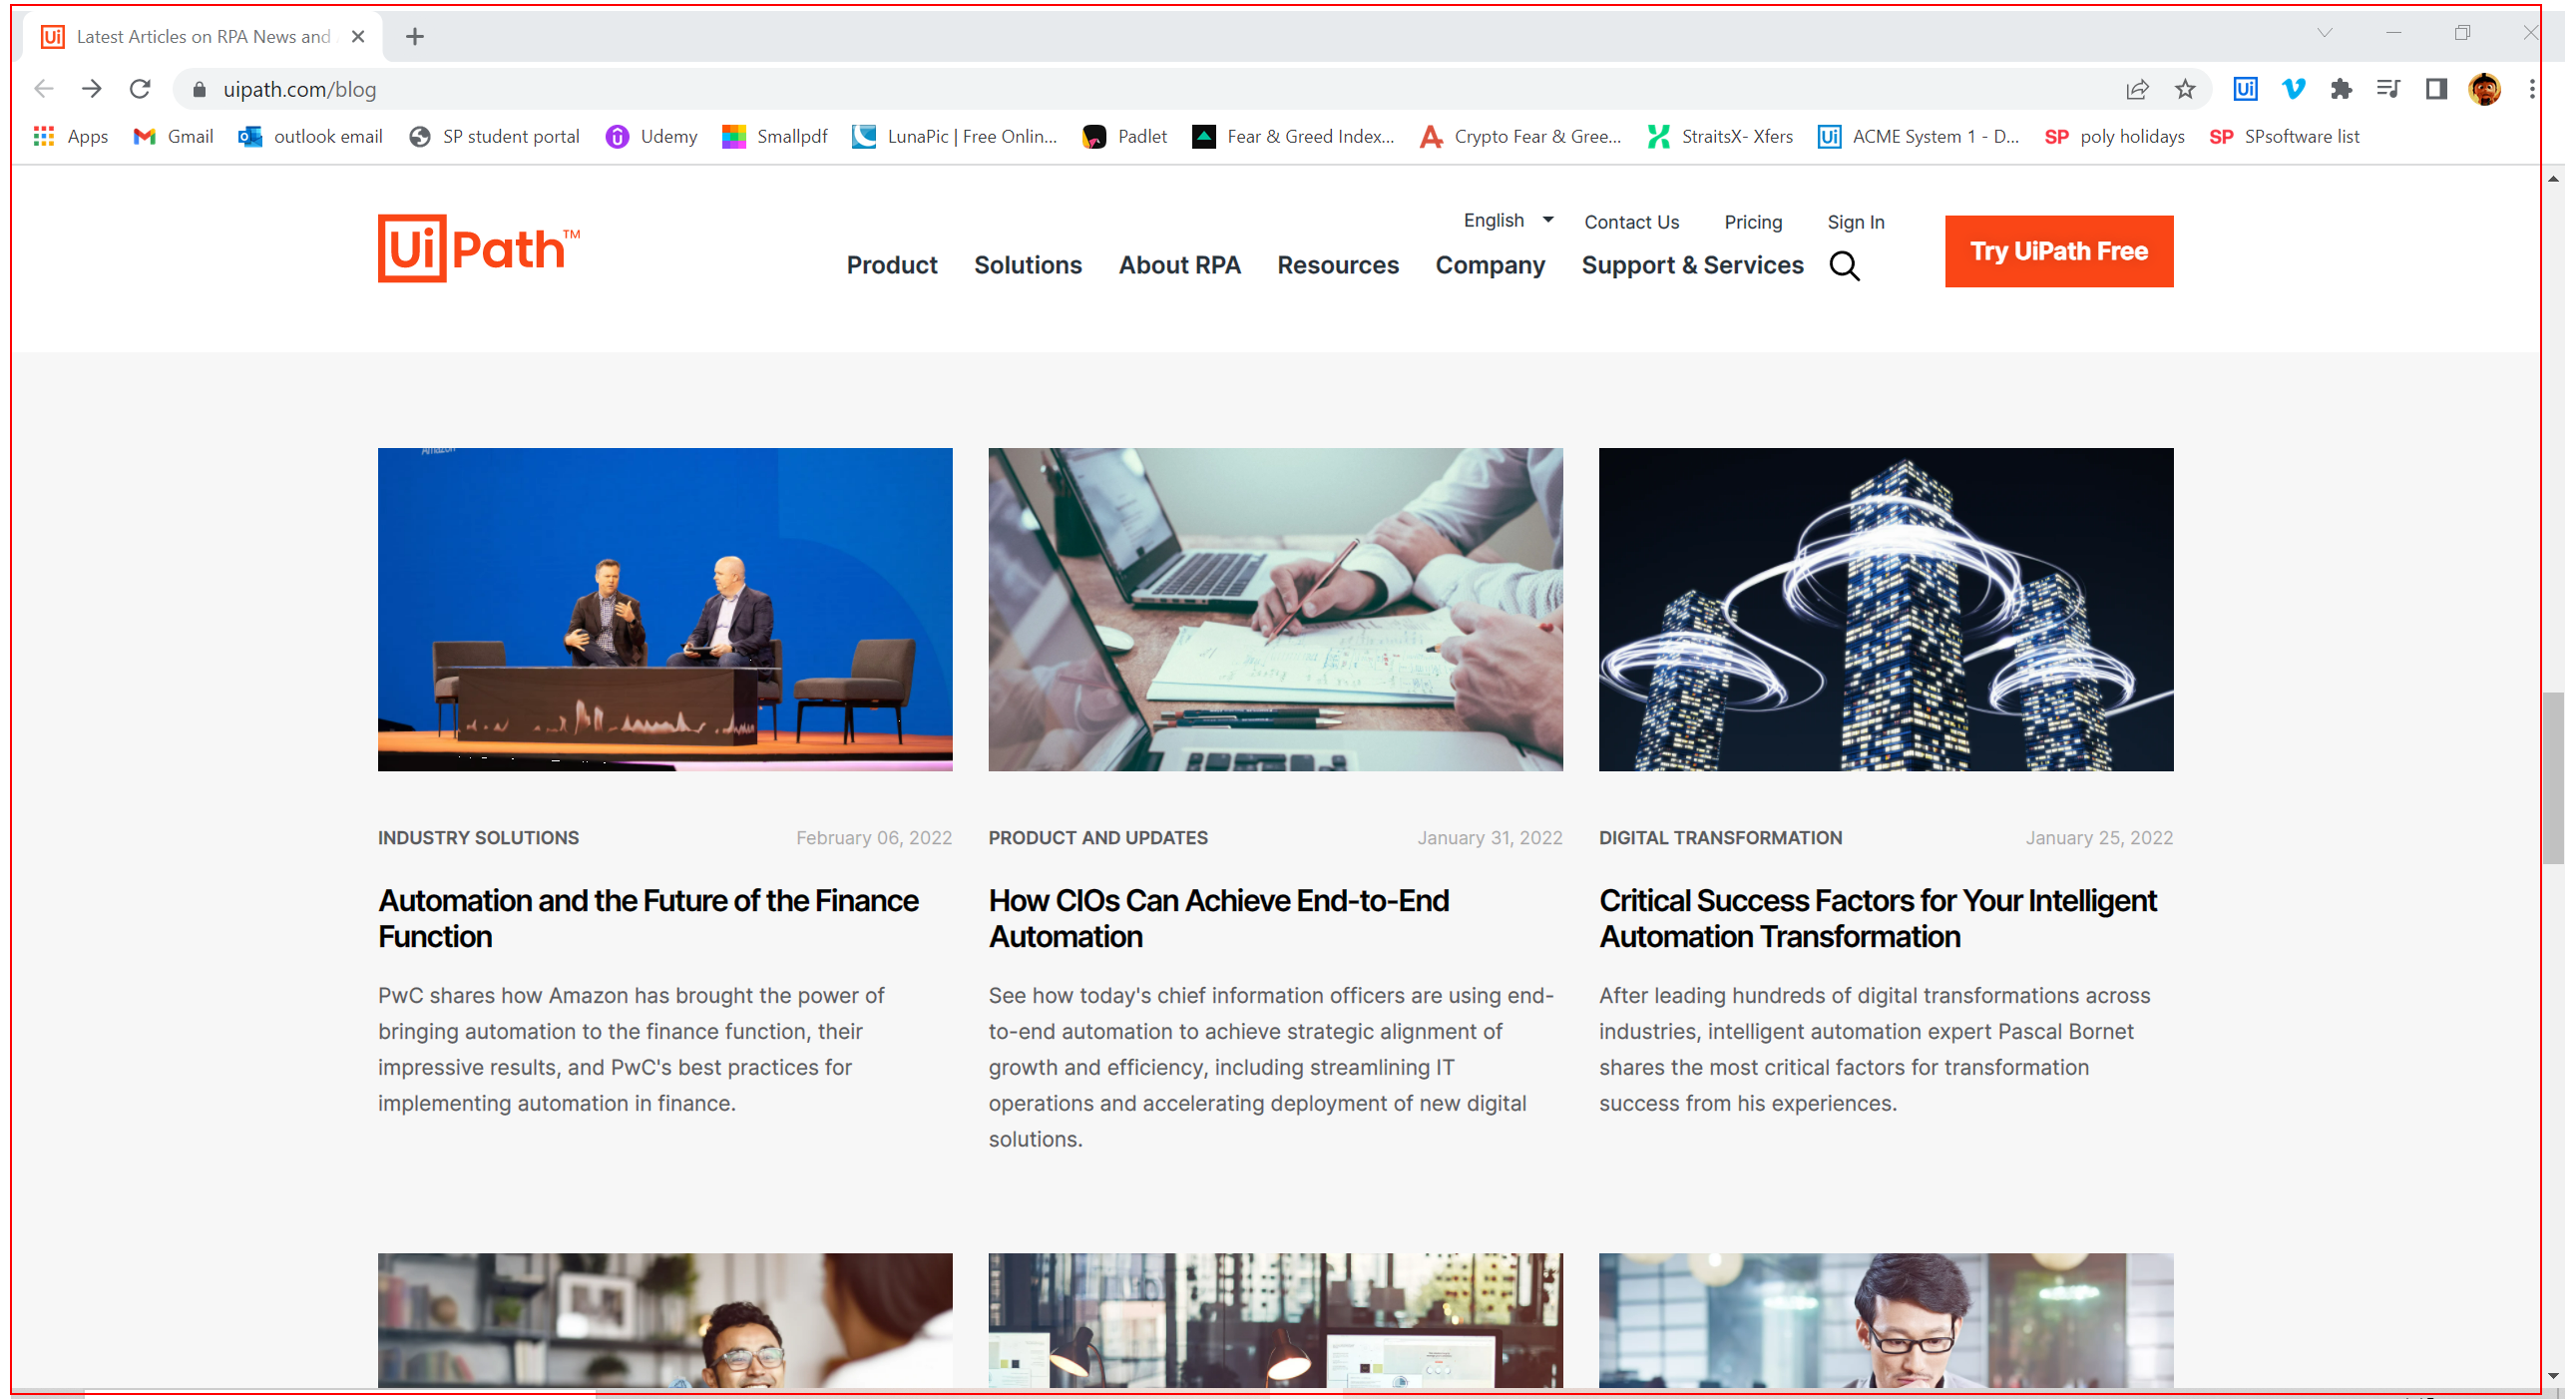 Latest Articles on RPA News and
uipath.com/blog
Apps Gmail outlook email SP student portal Udemy Smallpdf LunaPic | Free Onlin... Padlet Fear & Greed Index... Crypto Fear & Gree... StraitsX- Xfers Ui ACME System 1 - D... SP poly holidays SP SPsoftware list
English Contact Us Pricing Sign In
UiPath™
Product Solutions About RPA Resources Company Support & Services
Try UiPath Free
Amazon
INDUSTRY SOLUTIONS February 06, 2022
Automation and the Future of the Finance
Function
PwC shares how Amazon has brought the power of
bringing automation to the finance function, their
impressive results, and PwC's best practices for
implementing automation in finance.
PRODUCT AND UPDATES January 31, 2022
How CIOs Can Achieve End-to-End
Automation
See how today's chief information officers are using end-
to-end automation to achieve strategic alignment of
growth and efficiency, including streamlining IT
operations and accelerating deployment of new digital
solutions.
DIGITAL TRANSFORMATION January 25, 2022
Critical Success Factors for Your Intelligent
Automation Transformation
After leading hundreds of digital transformations across
industries, intelligent automation expert Pascal Bornet
shares the most critical factors for transformation
success from his experiences.